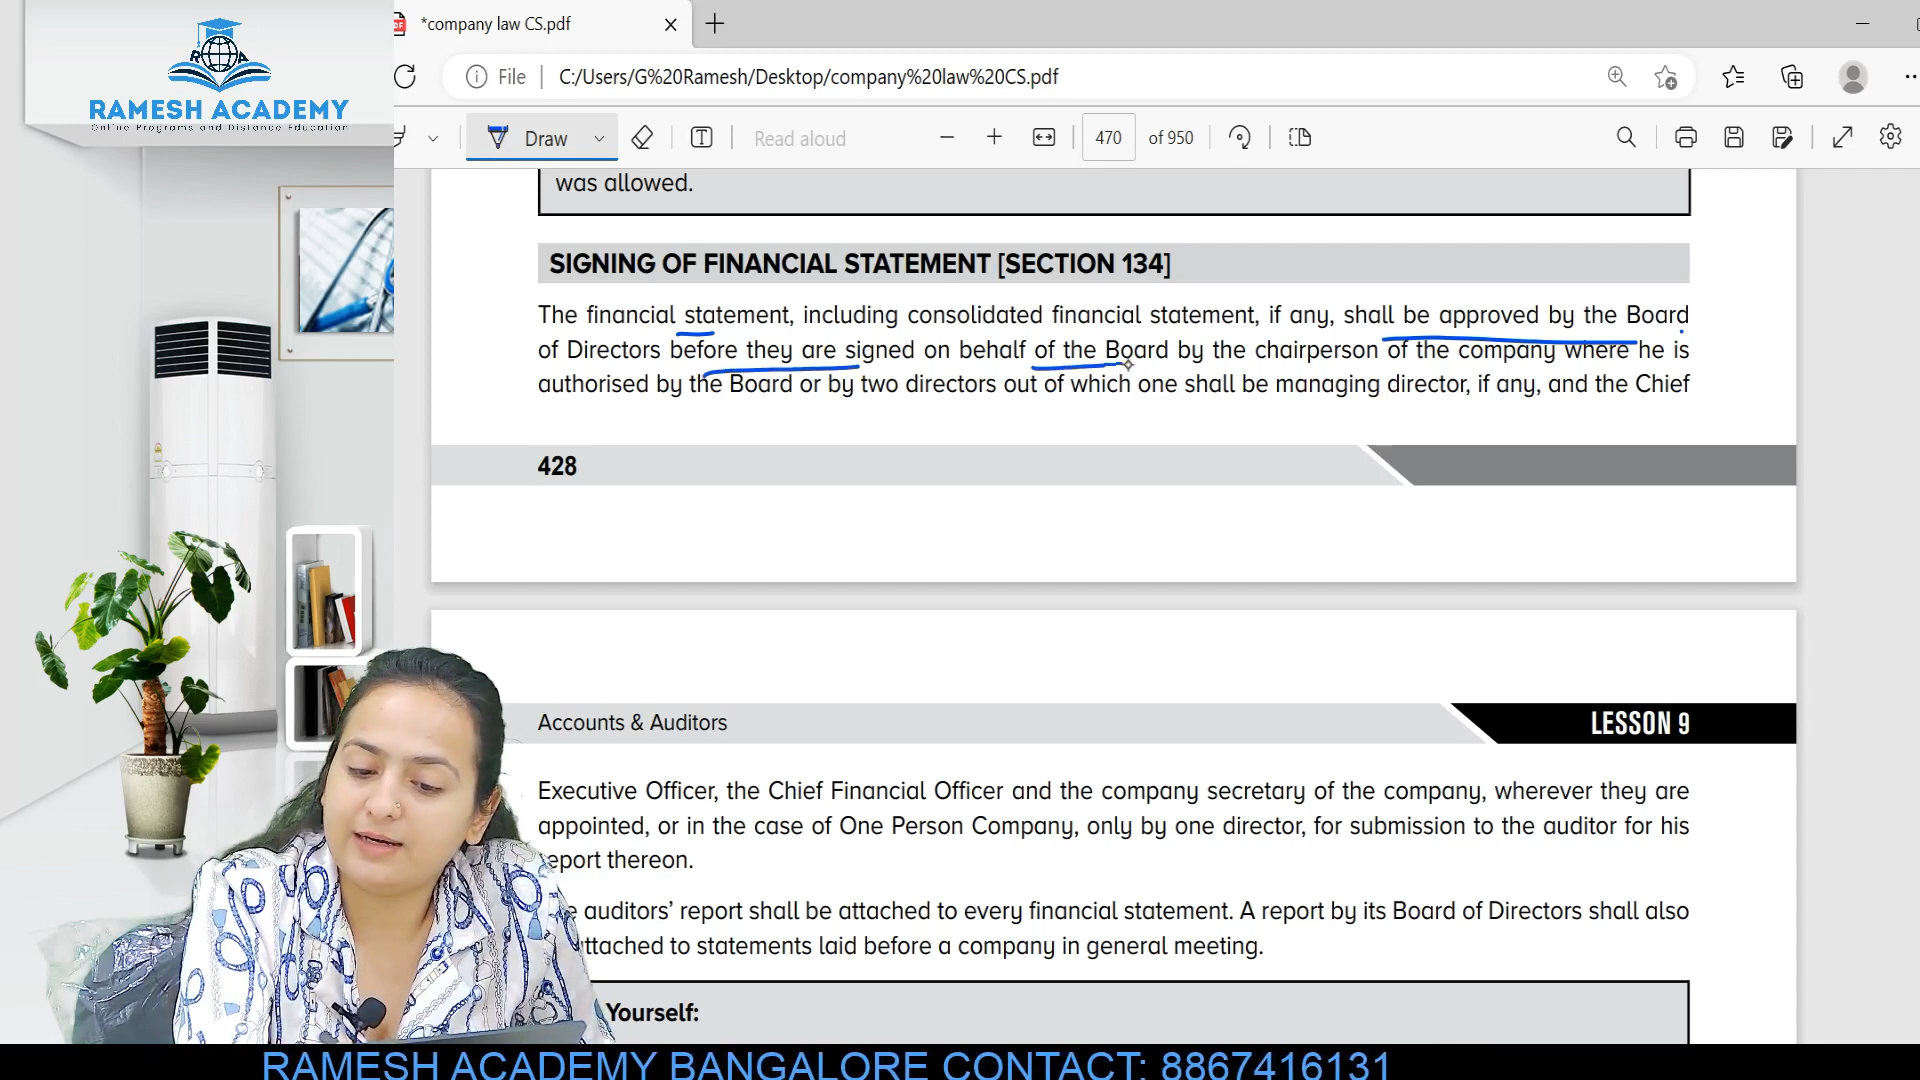 RAMESH ACADEMY
Online Programs and Distance Education
*company law CS.pdf
File
C:/Users/G%20Ramesh/Desktop/company%20law%20CS.pdf
Draw
Read aloud
470 of 950
was allowed.
SIGNING OF FINANCIAL STATEMENT [SECTION 134]
The financial statement, including consolidated financial statement, if any, shall be approved by the Board
of Directors before they are signed on behalf of the Board by the chairperson of the company where he is
authorised by the Board or by two directors out of which one shall be managing director, if any, and the Chief
428
Accounts & Auditors
LESSON 9
Executive Officer, the Chief Financial Officer and the company secretary of the company, wherever they are
appointed, or in the case of One Person Company, only by one director, for submission to the auditor for his
report thereon.
auditors' report shall be attached to every financial statement. A report by its Board of Directors shall also
attached to statements laid before a company in general meeting.
Yourself:
RAMESH ACADEMY BANGALORE CONTACT: 8867416131